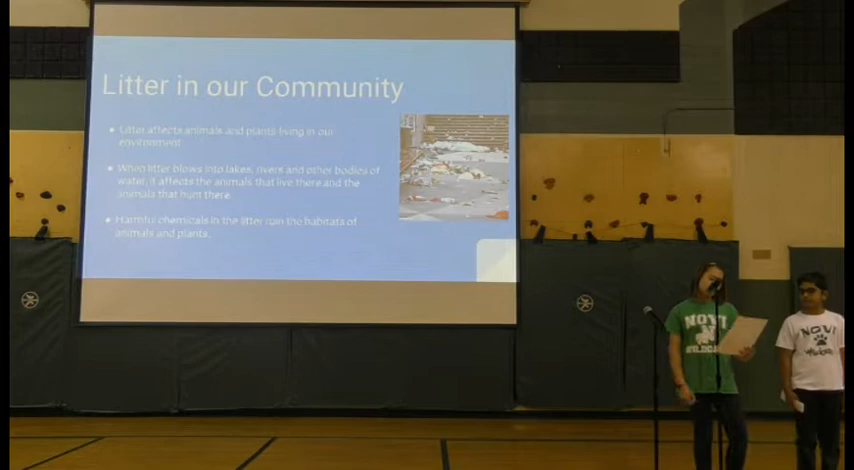 Litter in our Community
Litter affects animals and plants living in our
environment
When litter blows into lakes, rivers and other bodies of
water, it affects the animals that live there and the
animals that hunt there.
Harmful chemicals in the litter the habitats of
animals and plants.
NOVI
WILDCATS
NOVI